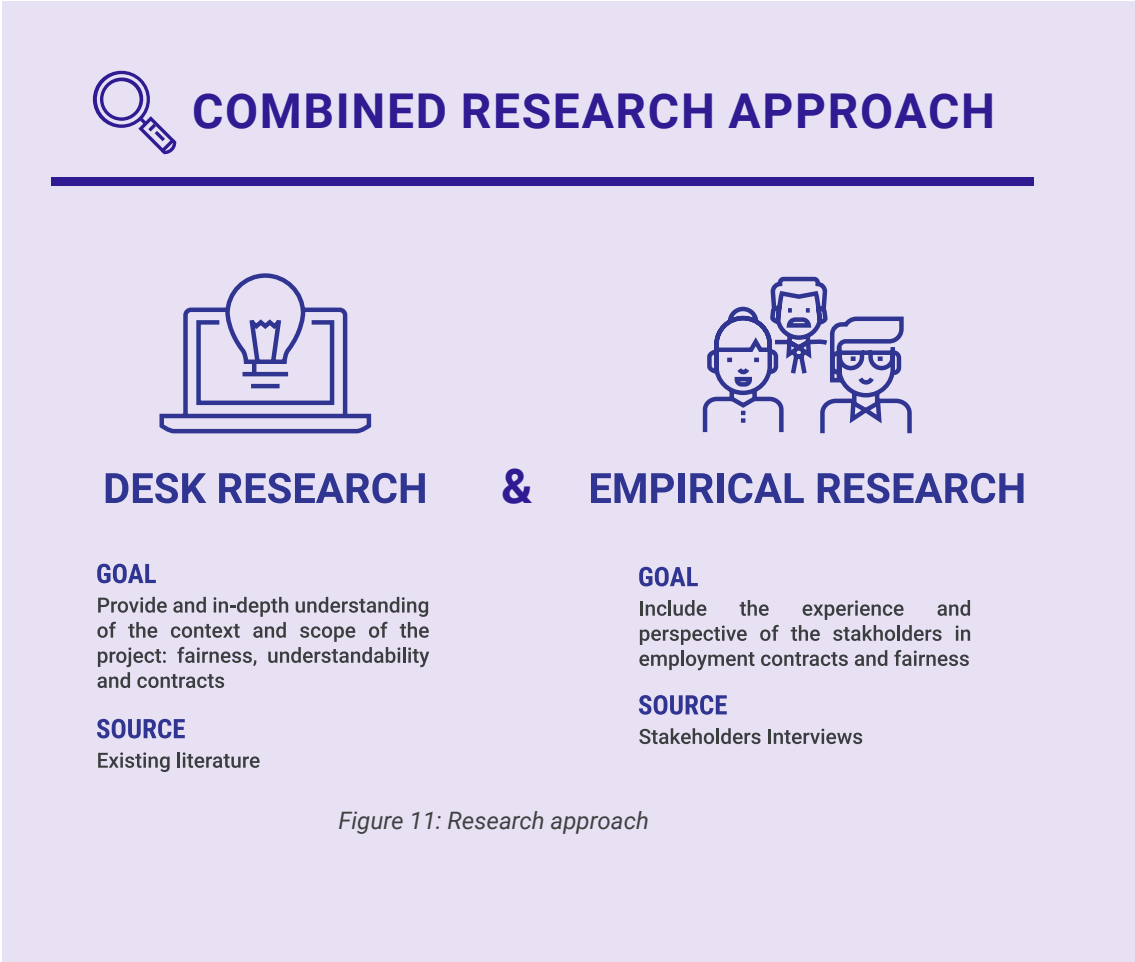 COMBINED RESEARCH APPROACH
DESK RESEARCH & EMPIRICAL RESEARCH
GOAL
Provide and in-depth understanding
of the context and scope of the
project: fairness, understandability
and contracts
SOURCE
Existing literature
GOAL
Include the experience and
perspective of the stakholders in
employment contracts and fairness
SOURCE
Stakeholders Interviews
Figure 11: Research approach